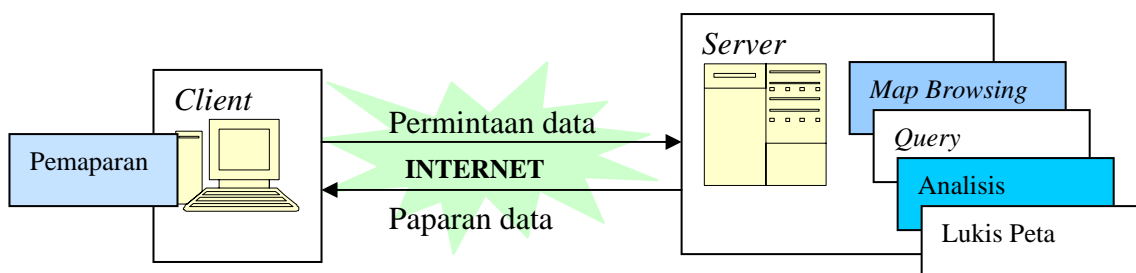 Server
Client
Map Browsing
Permintaan data
Query
Pemaparan
INTERNET
Analisis
Paparan data
Lukis Peta